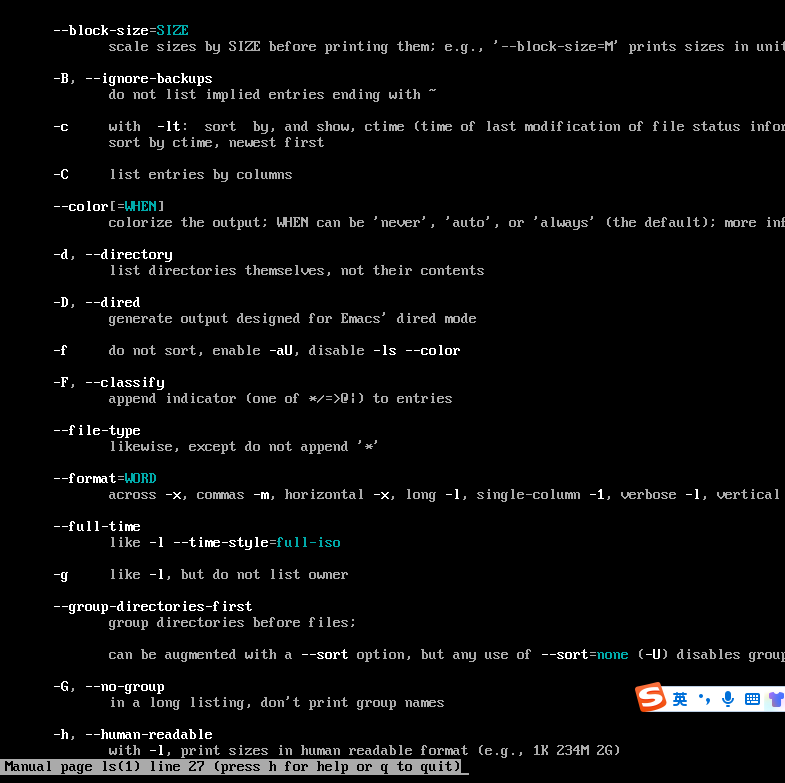 --block-size=SIZE
scale sizes by SIZE before printing them; e.g., '--block-size=M' prints sizes in unit
-B, --ignore-backups
do not list implied entries ending with ~
-c with -lt: sort by, and show, ctime (time of last modification of file status infor
sort by ctime, newest first
-C list entries by columns
--color[=WHEN]
colorize the output; WHEN can be 'never', 'auto', or 'always' (the default); more inf
-d, --directory
list directories themselves, not their contents
-D, --dired
generate output designed for Emacs' dired mode
-f do not sort, enable -aU, disable -ls --color
-F, --classify
append indicator (one of */=>@|) to entries
--file-type
likewise, except do not append '*'
--format=WORD
across -x, commas -m, horizontal -x, long -l, single-column -1, verbose -l, vertical
--full-time
like -l --time-style=full-iso
-g like -l, but do not list owner
--group-directories-first
group directories before files;
can be augmented with a --sort option, but any use of --sort=none (-U) disables group
-G, --no-group
in a long listing, don't print group names
英
-h, --human-readable
with -l, print sizes in human readable format (e.g., 1K 234M 2G)
Manual page ls(1) line 27 (press h for help or q to quit)